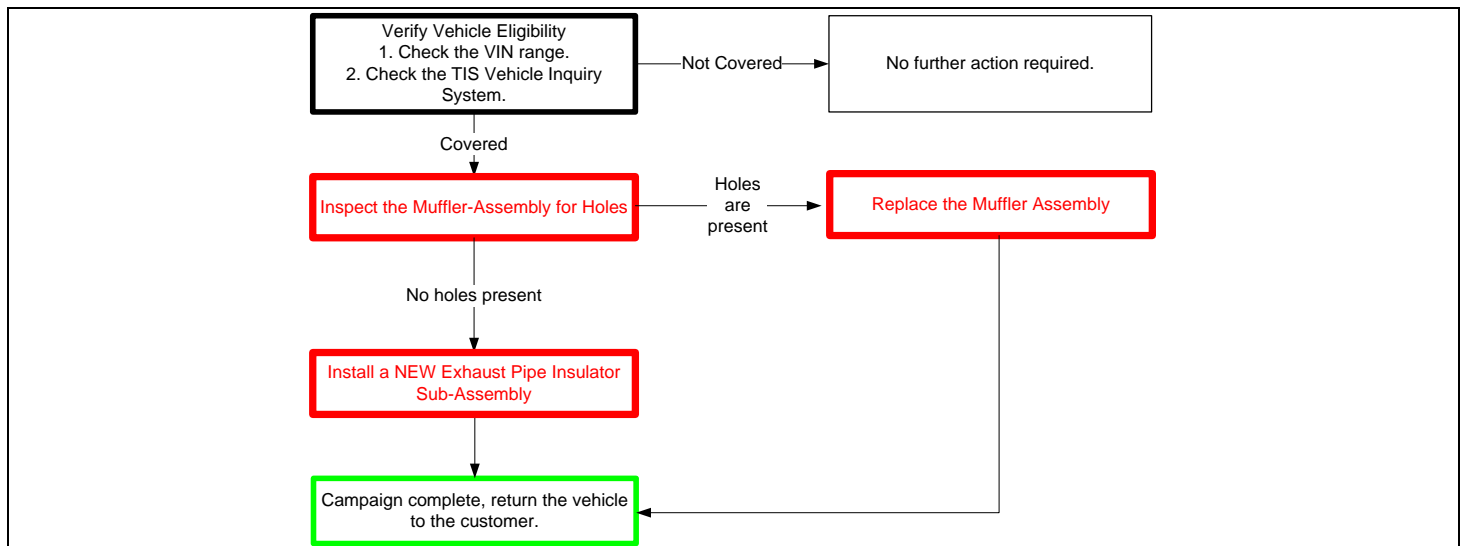 Verify Vehicle Eligibility
1. Check the VIN range.
2. Check the TIS Vehicle Inquiry
System.
Not Covered
No further action required.
Covered
Inspect the Muffler-Assembly for Holes
Holes
are
present
Replace the Muffler Assembly
No holes present
Install a NEW Exhaust Pipe Insulator
Sub-Assembly
Campaign complete, return the vehicle
to the customer.